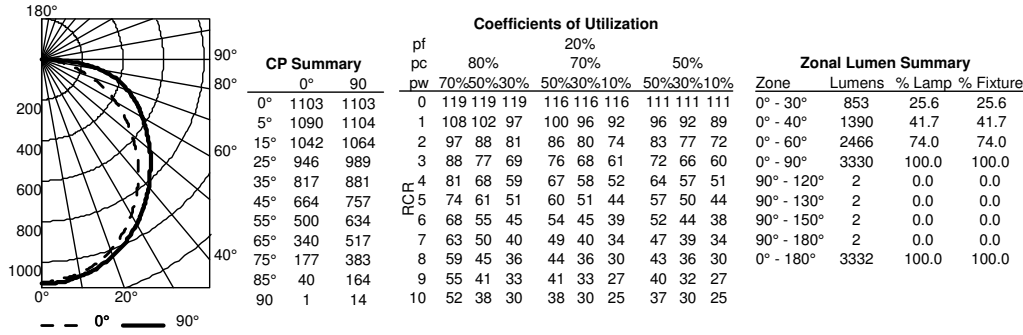 180°
90°
80°
60°
40°
20°
0°
200
400
600
800
1000
0° 90°
CP Summary
0° 90
0° 1103 1103
5° 1090 1104
15° 1042 1064
25° 946 989
35° 817 881
45° 664 757
55° 500 634
65° 340 517
75° 177 383
85° 40 164
90 1 14
Coefficients of Utilization
pf 20%
pc 80% 70% 50%
pw 70%50%30% 50%30%10% 50%30%10%
RCR
0 119 119 119 116 116 116 111 111 111
1 108 102 97 100 96 92 96 92 89
2 97 88 81 86 80 74 83 77 72
3 88 77 69 76 68 61 72 66 60
4 81 68 59 67 58 52 64 57 51
5 74 61 51 60 51 44 57 50 44
6 68 55 45 54 45 39 52 44 38
7 63 50 40 49 40 34 47 39 34
8 59 45 36 44 36 30 43 36 30
9 55 41 33 41 33 27 40 32 27
10 52 38 30 38 30 25 37 30 25
Zonal Lumen Summary
Zone Lumens % Lamp % Fixture
0° - 30° 853 25.6 25.6
0° - 40° 1390 41.7 41.7
0° - 60° 2466 74.0 74.0
0° - 90° 3330 100.0 100.0
90° - 120° 2 0.0 0.0
90° - 130° 2 0.0 0.0
90° - 150° 2 0.0 0.0
90° - 180° 2 0.0 0.0
0° - 180° 3332 100.0 100.0